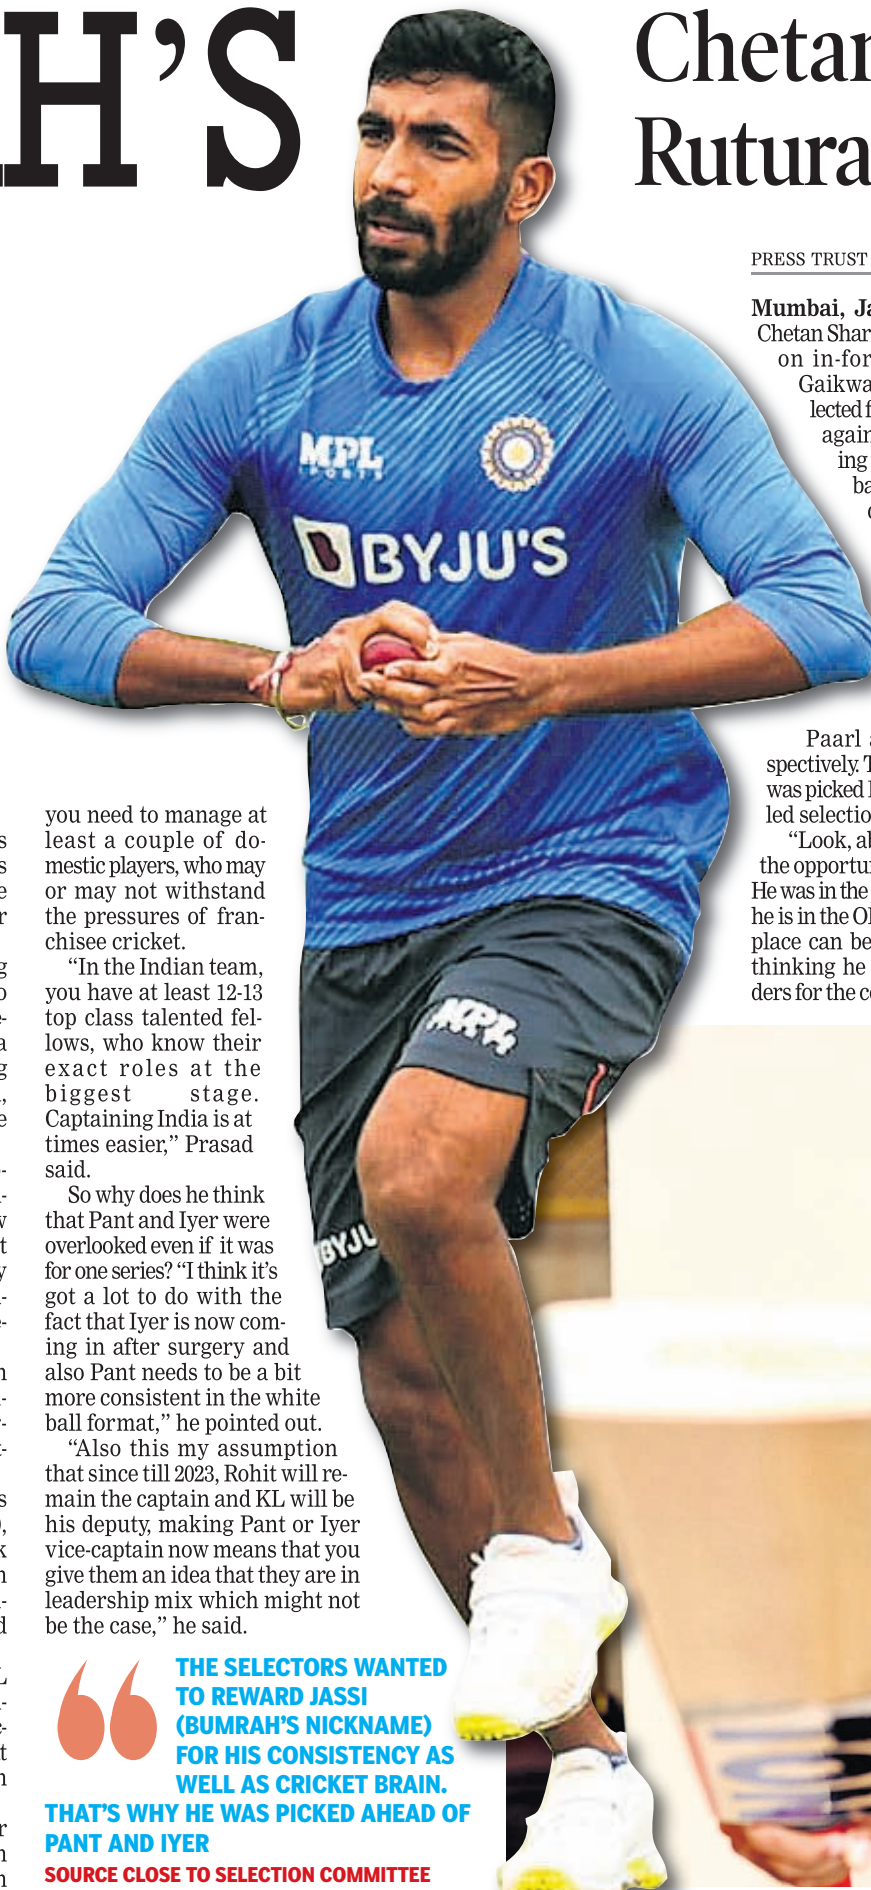 H'S
Chetan
Rutura
PRESS TRUST
Mumbai, Ja
Chetan Shar
on in-for
Gaikwa
lected f
again
ing
ba
MPL
SPORTS
BYJU'S
you need to manage at
least a couple of do-
mestic players, who may
or may not withstand
the pressures of fran-
chisee cricket.
“In the Indian team,
you have at least 12-13
top class talented fel-
lows, who know their
exact roles at the
biggest stage.
Captaining India is at
times easier,” Prasad
said.
So why does he think
that Pant and Iyer were
overlooked even if it was
for one series? “I think it’s
got a lot to do with the
fact that Iyer is now com-
ing in after surgery and
also Pant needs to be a bit
more consistent in the white
ball format,” he pointed out.
“Also this my assumption
that since till 2023, Rohit will re-
main the captain and KL will be
his deputy, making Pant or Iyer
vice-captain now means that you
give them an idea that they are in
leadership mix which might not
be the case,” he said.
“
THE SELECTORS WANTED
TO REWARD JASSI
(BUMRAH’S NICKNAME)
FOR HIS CONSISTENCY AS
WELL AS CRICKET BRAIN.
THAT’S WHY HE WAS PICKED AHEAD OF
PANT AND IYER
SOURCE CLOSE TO SELECTION COMMITTEE
MPL
BYJU
Paarl a
spectively. T
was picked
led selectio
“Look, ab
the opportu
He was in the
he is in the
place can be
thinking he
ders for the co